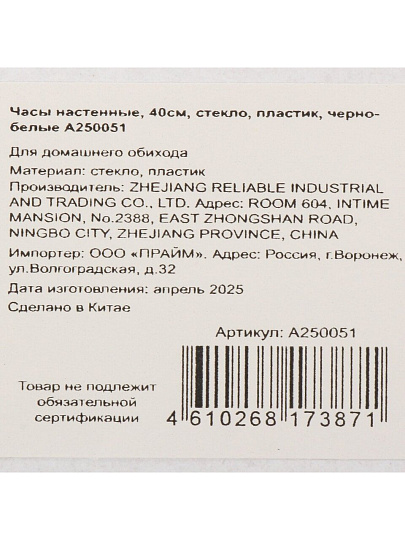 Часы настенные, 40см, стекло, пластик, черно-
белые A250051
Для домашнего обихода
Материал: стекло, пластик
Производитель: ZHEJIANG RELIABLE INDUSTRIAL
AND TRADING CO., LTD. Адрес: ROOM 604, INTIME
MANSION, No.2388, EAST ZHONGSHAN ROAD,
NINGBO CITY, ZHEJIANG PROVINCE, CHINA
Импортер: ООО «ПРАЙМ». Адрес: Россия, г.Воронеж,
ул.Волгоградская, д.32
Дата изготовления: апрель 2025
Сделано в Китае
Артикул: A250051
Товар не подлежит
обязательной
сертификации
4 610268 173871